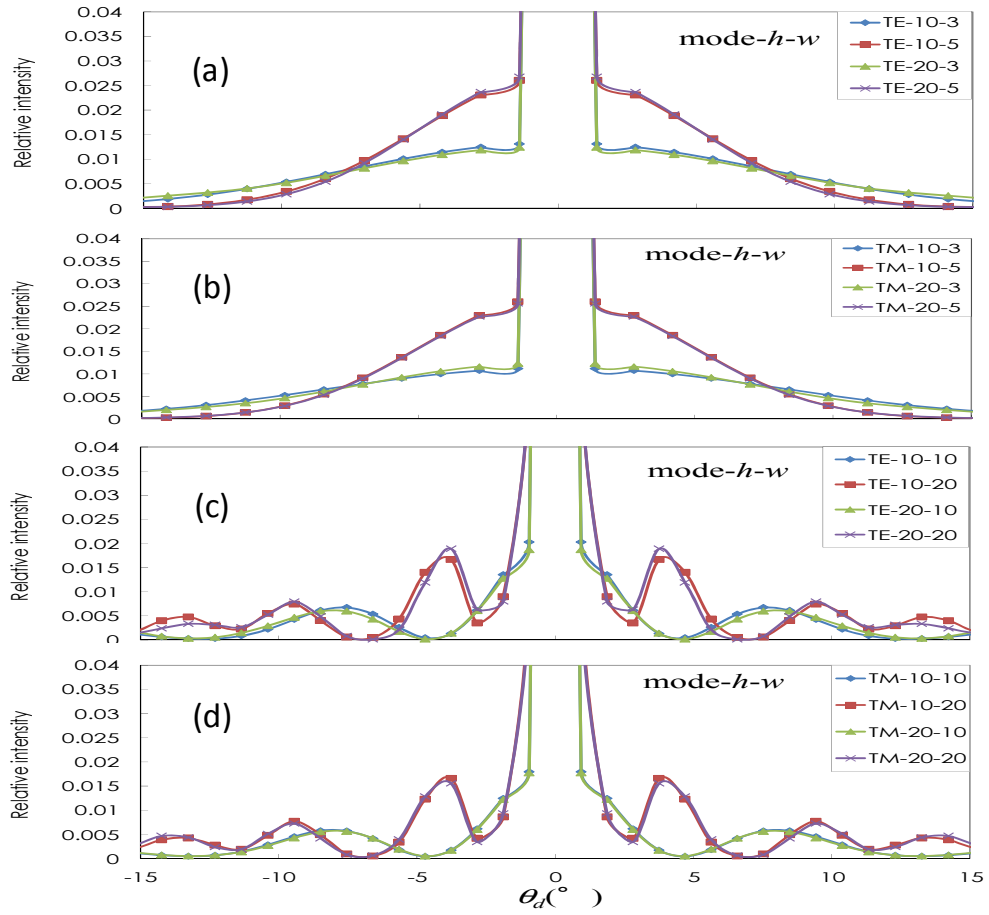 0.04
0.035
0.03
0.025
0.02
0.015
0.01
0.005
0
Relative intensity
(a)
mode-h-w
TE-10-3
TE-10-5
TE-20-3
TE-20-5
-10
-5
0
5
10
15
0.04
0.035
0.03
0.025
0.02
0.015
0.01
0.005
0
Relative intensity
(b)
mode-h-w
TM-10-3
TM-10-5
TM-20-3
TM-20-5
0.04
0.035
0.03
0.025
0.02
0.015
0.01
0.005
0
Relative intensity
(c)
mode-h-w
TE-10-10
TE-10-20
TE-20-10
TE-20-20
0.04
0.035
0.03
0.025
0.02
0.015
0.01
0.005
0
Relative intensity
(d)
mode-h-w
TM-10-10
TM-10-20
TM-20-10
TM-20-20
-15
-10
-5
0
5
10
15
θd(°)